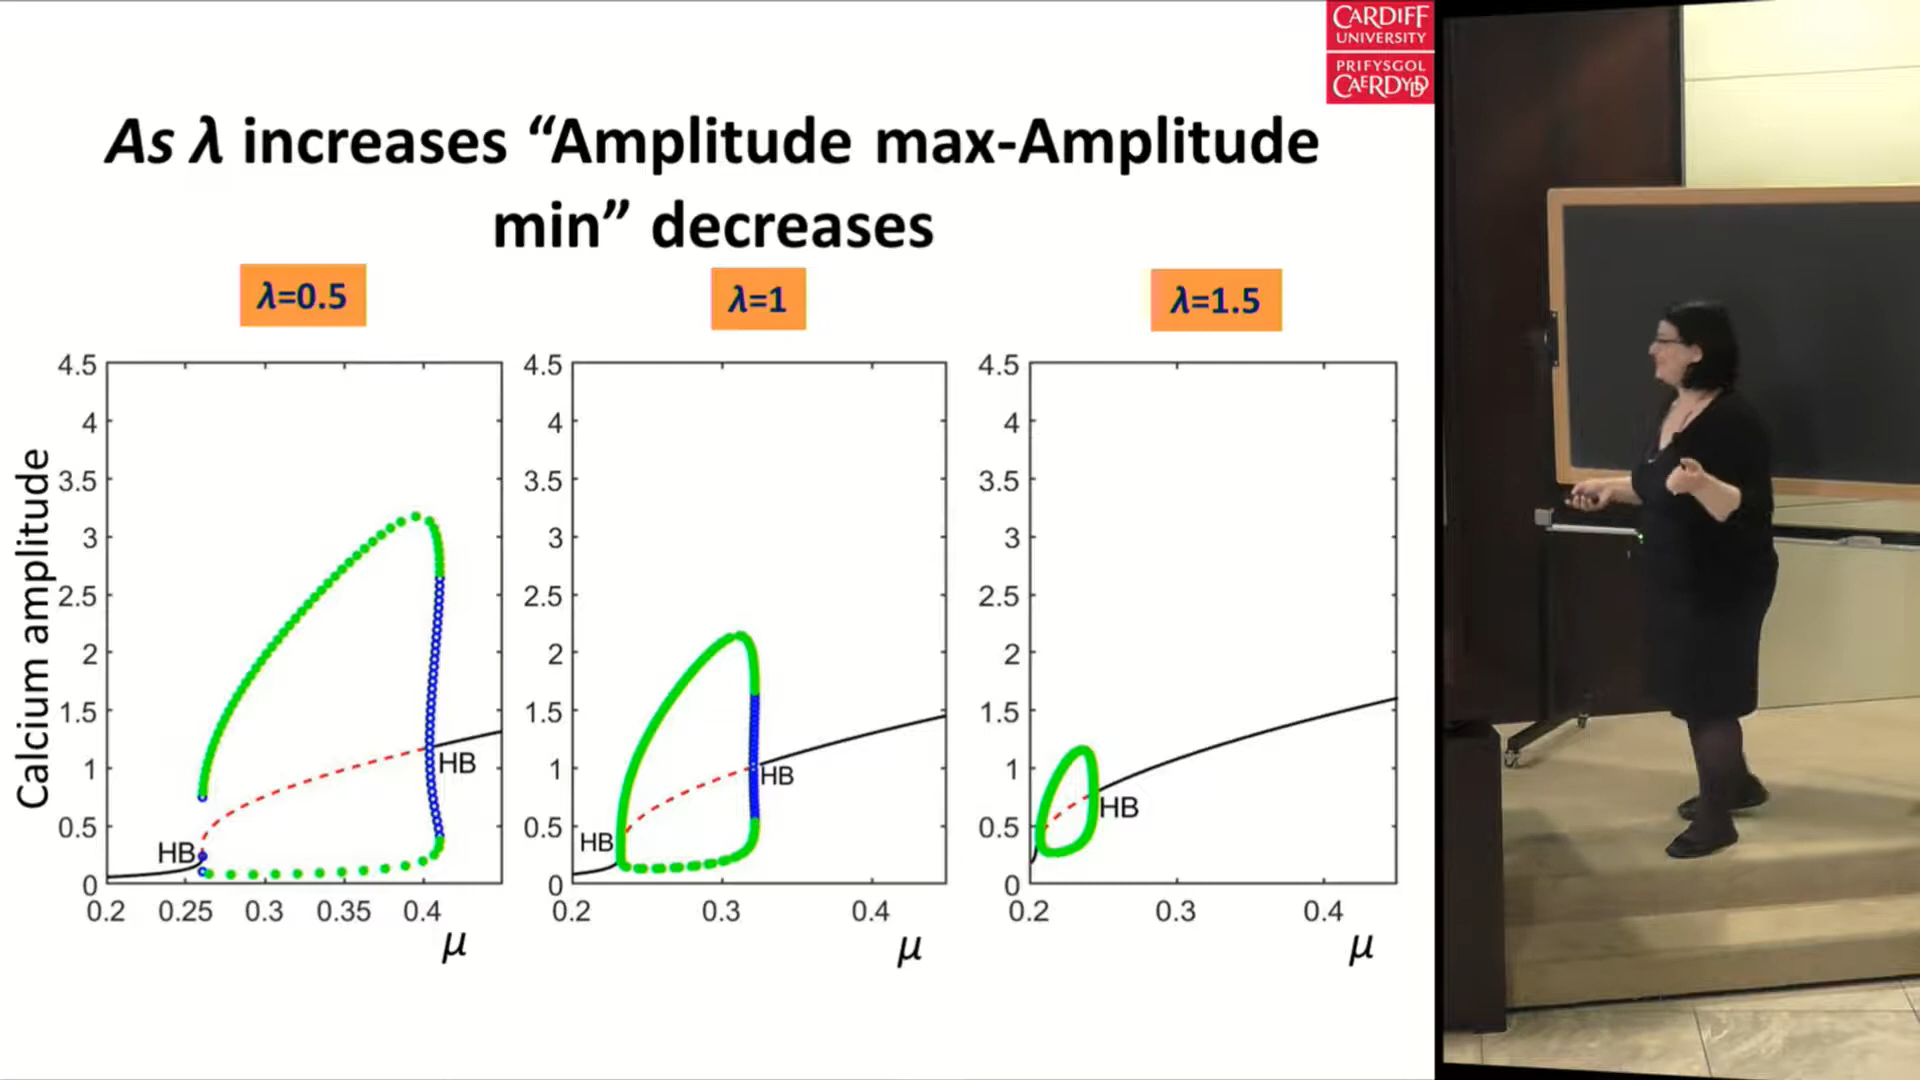 CARDIFF
UNIVERSITY
PRIFYSGOL
CAERDYDD
As λ increases “Amplitude max-Amplitude
min” decreases
λ=0.5
λ=1
λ=1.5
Calcium amplitude
4.5
4
3.5
3
2.5
2
1.5
1
0.5
0
HB
HB
0.2 0.25 0.3 0.35 0.4
μ
4.5
4
3.5
3
2.5
2
1.5
1
0.5
0
HB
HB
0.2 0.3 0.4
μ
4.5
4
3.5
3
2.5
2
1.5
1
0.5
0
HB
0.2 0.3 0.4
μ